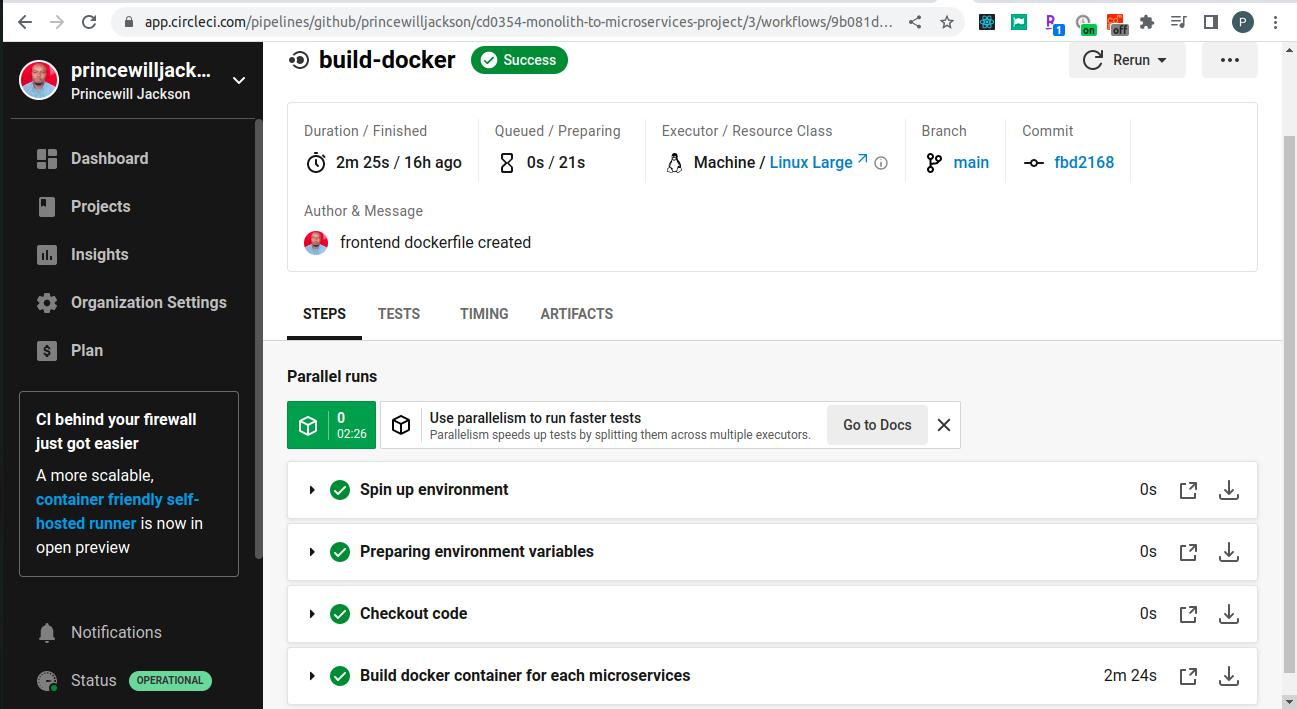 app.circleci.com/pipelines/github/princewilljackson/cd0354-monolith-to-microservices-project/3/workflows/9b081d...
1
on
off
P
princewilljack...
Princewill Jackson
Dashboard
Projects
Insights
Organization Settings
Plan
CI behind your firewall
just got easier
A more scalable,
container friendly self-
hosted runner is now in
open preview
Notifications
Status OPERATIONAL
build-docker Success
Rerun
Duration / Finished
2m 25s / 16h ago
Queued / Preparing
0s / 21s
Executor / Resource Class
Machine / Linux Large
Branch
main
Commit
fbd2168
Author & Message
frontend dockerfile created
STEPS TESTS TIMING ARTIFACTS
Parallel runs
0
02:26
Use parallelism to run faster tests
Parallelism speeds up tests by splitting them across multiple executors.
Go to Docs
Spin up environment 0s
Preparing environment variables 0s
Checkout code 0s
Build docker container for each microservices 2m 24s